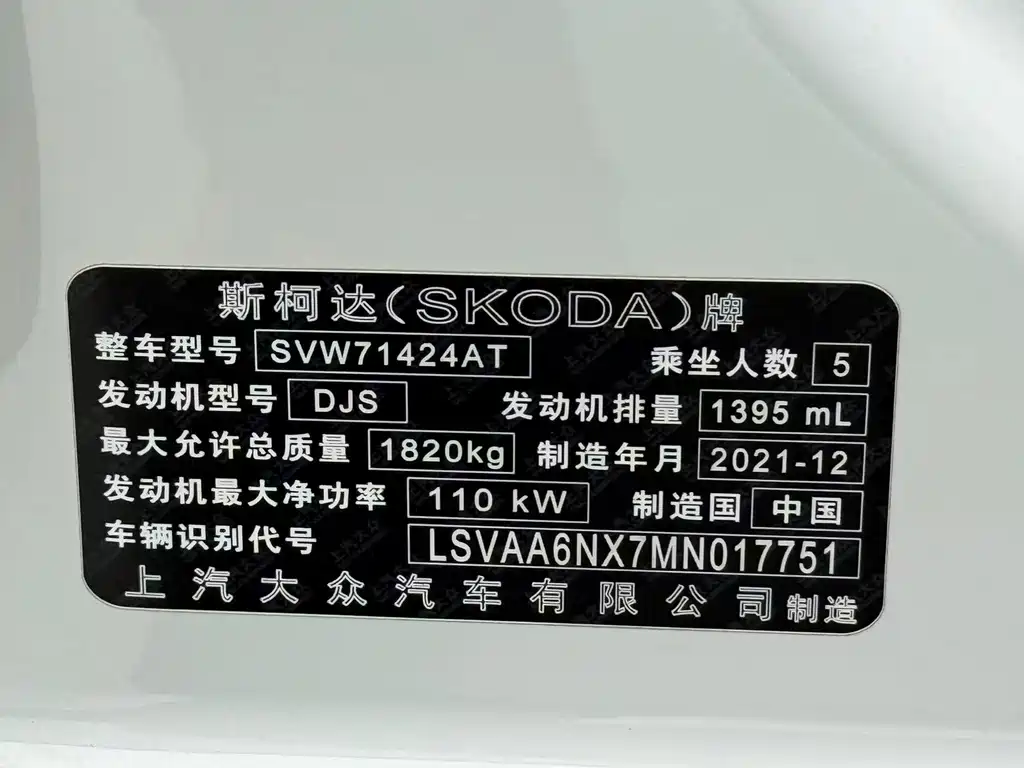 斯柯达(SKODA)牌
整车型号 SVW71424AT 乘坐人数 5
发动机型号 DJS 发动机排量 1395 mL
最大允许总质量 1820kg 制造年月 2021-12
发动机最大净功率 110 kW 制造国 中国
车辆识别代号 LSVAA6NX7MN017751
上汽大众汽车有限公司制造